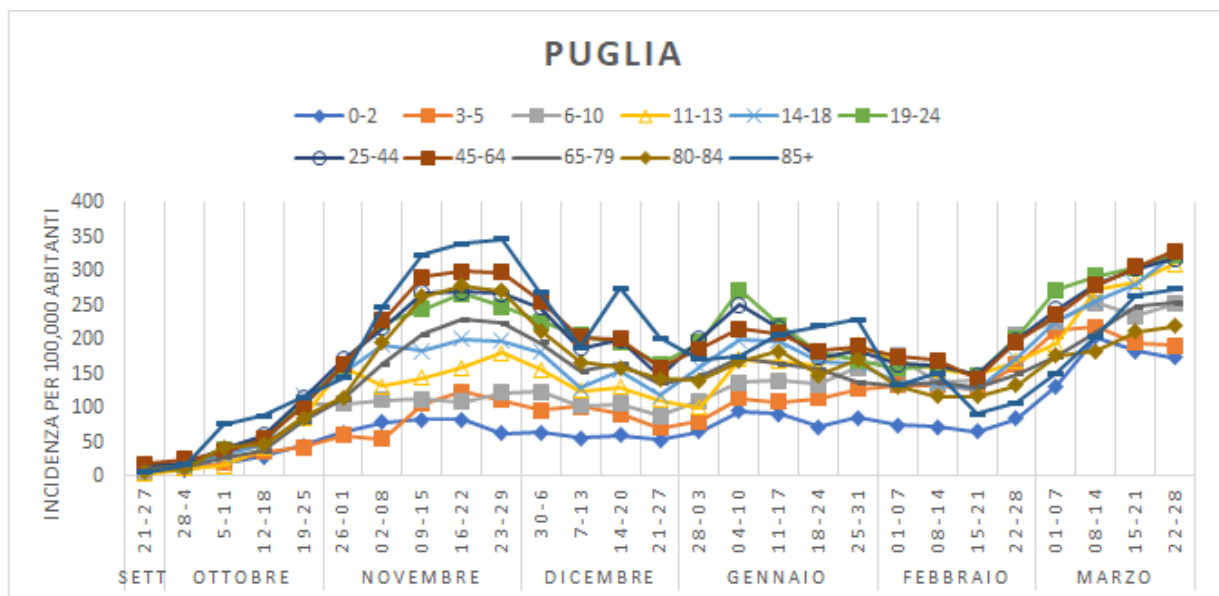 PUGLIA
0-2 3-5 6-10 11-13 14-18 19-24
25-44 45-64 65-79 80-84 85+
INCIDENZA PER 100,000 ABITANTI
400
350
300
250
200
150
100
50
0
21-27 28-4 5-11 12-18 19-25 26-01 02-08 09-15 16-22 23-29 30-6 7-13 14-20 21-27 28-03 04-10 11-17 18-24 25-31 01-07 08-14 15-21 22-28 01-07 08-14 15-21 22-28
SETT OTTOBRE NOVEMBRE DICEMBRE GENNAIO FEBBRAIO MARZO